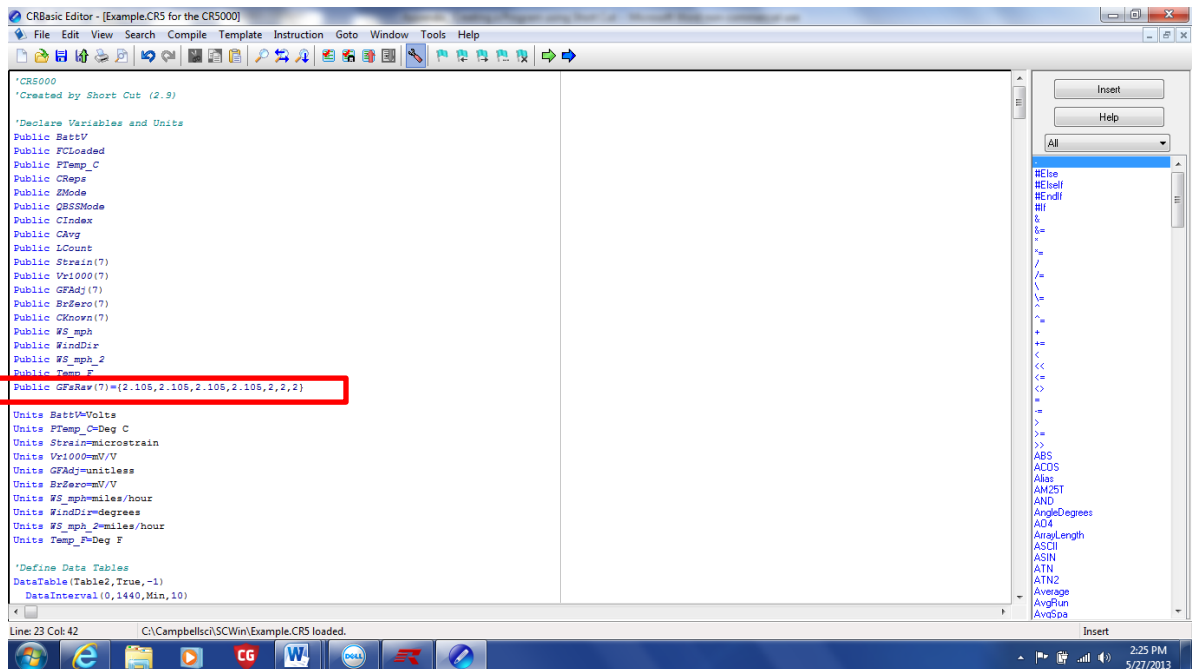 CRBasic Editor - [Example.CR5 for the CR5000]
File Edit View Search Compile Template Instruction Goto Window Tools Help
'CR5000
'Created by Short Cut (2.9)
'Declare Variables and Units
Public BattV
Public FCLoaded
Public PTemp_C
Public CReps
Public ZMode
Public QBSSMode
Public CIndex
Public CAvg
Public LCount
Public Strain(7)
Public Vr1000(7)
Public GFAdj(7)
Public BrZero(7)
Public CKnown(7)
Public WS_mph
Public WindDir
Public WS_mph_2
Public Temp_F
Public GFsRaw(7)={2.105,2.105,2.105,2.105,2,2,2}
Units BattV=Volts
Units PTemp_C=Deg C
Units Strain=microstrain
Units Vr1000=mV/V
Units GFAdj=unitless
Units BrZero=mV/V
Units WS_mph=miles/hour
Units WindDir=degrees
Units WS_mph_2=miles/hour
Units Temp_F=Deg F
'Define Data Tables
DataTable(Table2,True,-1)
DataInterval(0,1440,Min,10)
Insert
Help
All
-
#Else
#ElseIf
#EndIf
#If
&
&=
*
*=
/
/=
\
\=
^
^=
+
+=
<
<<
<=
<>
=
-=
>
>=
>>
ABS
ACOS
Alias
AM25T
AND
AngleDegrees
AO4
ArrayLength
ASCII
ASIN
ATN
ATN2
Average
AvgRun
AvgSpa
Line: 23 Col: 42 C:\Campbellsci\SCWin\Example.CR5 loaded. Insert
CG W DELL
2:25 PM
5/27/2013